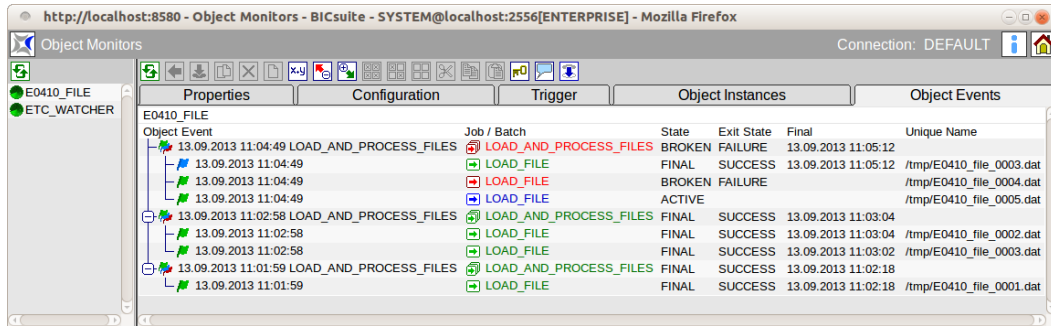 http://localhost:8580 - Object Monitors - BICsuite - SYSTEM@localhost:2556[ENTERPRISE] - Mozilla Firefox
Object Monitors Connection: DEFAULT i
x,y
E0410_FILE
ETC_WATCHER
Properties Configuration Trigger Object Instances Object Events
E0410_FILE
Object Event Job / Batch State Exit State Final Unique Name
13.09.2013 11:04:49 LOAD_AND_PROCESS_FILES LOAD_AND_PROCESS_FILES BROKEN FAILURE 13.09.2013 11:05:12
13.09.2013 11:04:49 LOAD_FILE FINAL SUCCESS 13.09.2013 11:05:12 /tmp/E0410_file_0003.dat
13.09.2013 11:04:49 LOAD_FILE BROKEN FAILURE /tmp/E0410_file_0004.dat
13.09.2013 11:04:49 LOAD_FILE ACTIVE /tmp/E0410_file_0005.dat
13.09.2013 11:02:58 LOAD_AND_PROCESS_FILES LOAD_AND_PROCESS_FILES FINAL SUCCESS 13.09.2013 11:03:04
13.09.2013 11:02:58 LOAD_FILE FINAL SUCCESS 13.09.2013 11:03:04 /tmp/E0410_file_0002.dat
13.09.2013 11:02:58 LOAD_FILE FINAL SUCCESS 13.09.2013 11:03:02 /tmp/E0410_file_0003.dat
13.09.2013 11:01:59 LOAD_AND_PROCESS_FILES LOAD_AND_PROCESS_FILES FINAL SUCCESS 13.09.2013 11:02:18
13.09.2013 11:01:59 LOAD_FILE FINAL SUCCESS 13.09.2013 11:02:18 /tmp/E0410_file_0001.dat